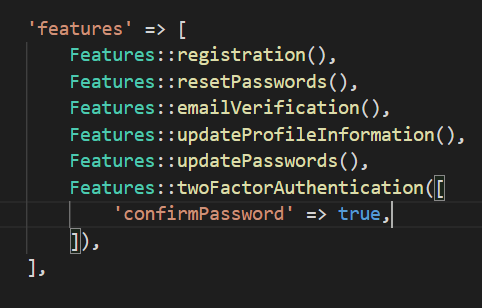 'features' => [
Features::registration(),
Features::resetPasswords(),
Features::emailVerification(),
Features::updateProfileInformation(),
Features::updatePasswords(),
Features::twoFactorAuthentication([
'confirmPassword' => true,
]),
],